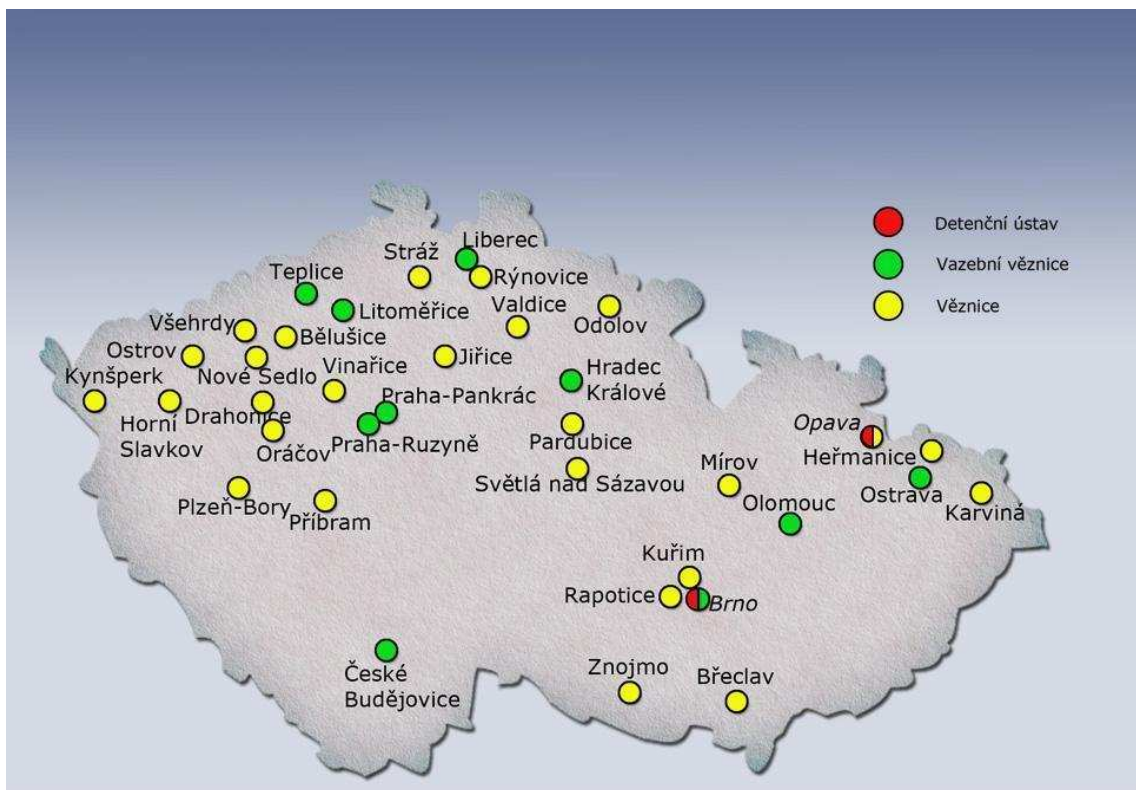 Detenční ústav
Vazební věznice
Věznice
Liberec
Stráž
Teplice
Rýnovice
Valdice
Litoměřice
Odolov
Všehrdy
Bělušice
Ostrov
Vinařice
Jiřice
Hradec
Králové
Kynšperk
Nové Sedlo
Praha-Pankrác
Drahonice
Horní
Slavkov
Opava
Praha-Ruzyně
Pardubice
Oráčov
Heřmanice
Mírov
Světlá nad Sázavou
Ostrava
Olomouc
Plzeň-Bory
Karviná
Příbram
Kuřim
Rapotice
Brno
Znojmo
České
Budějovice
Břeclav